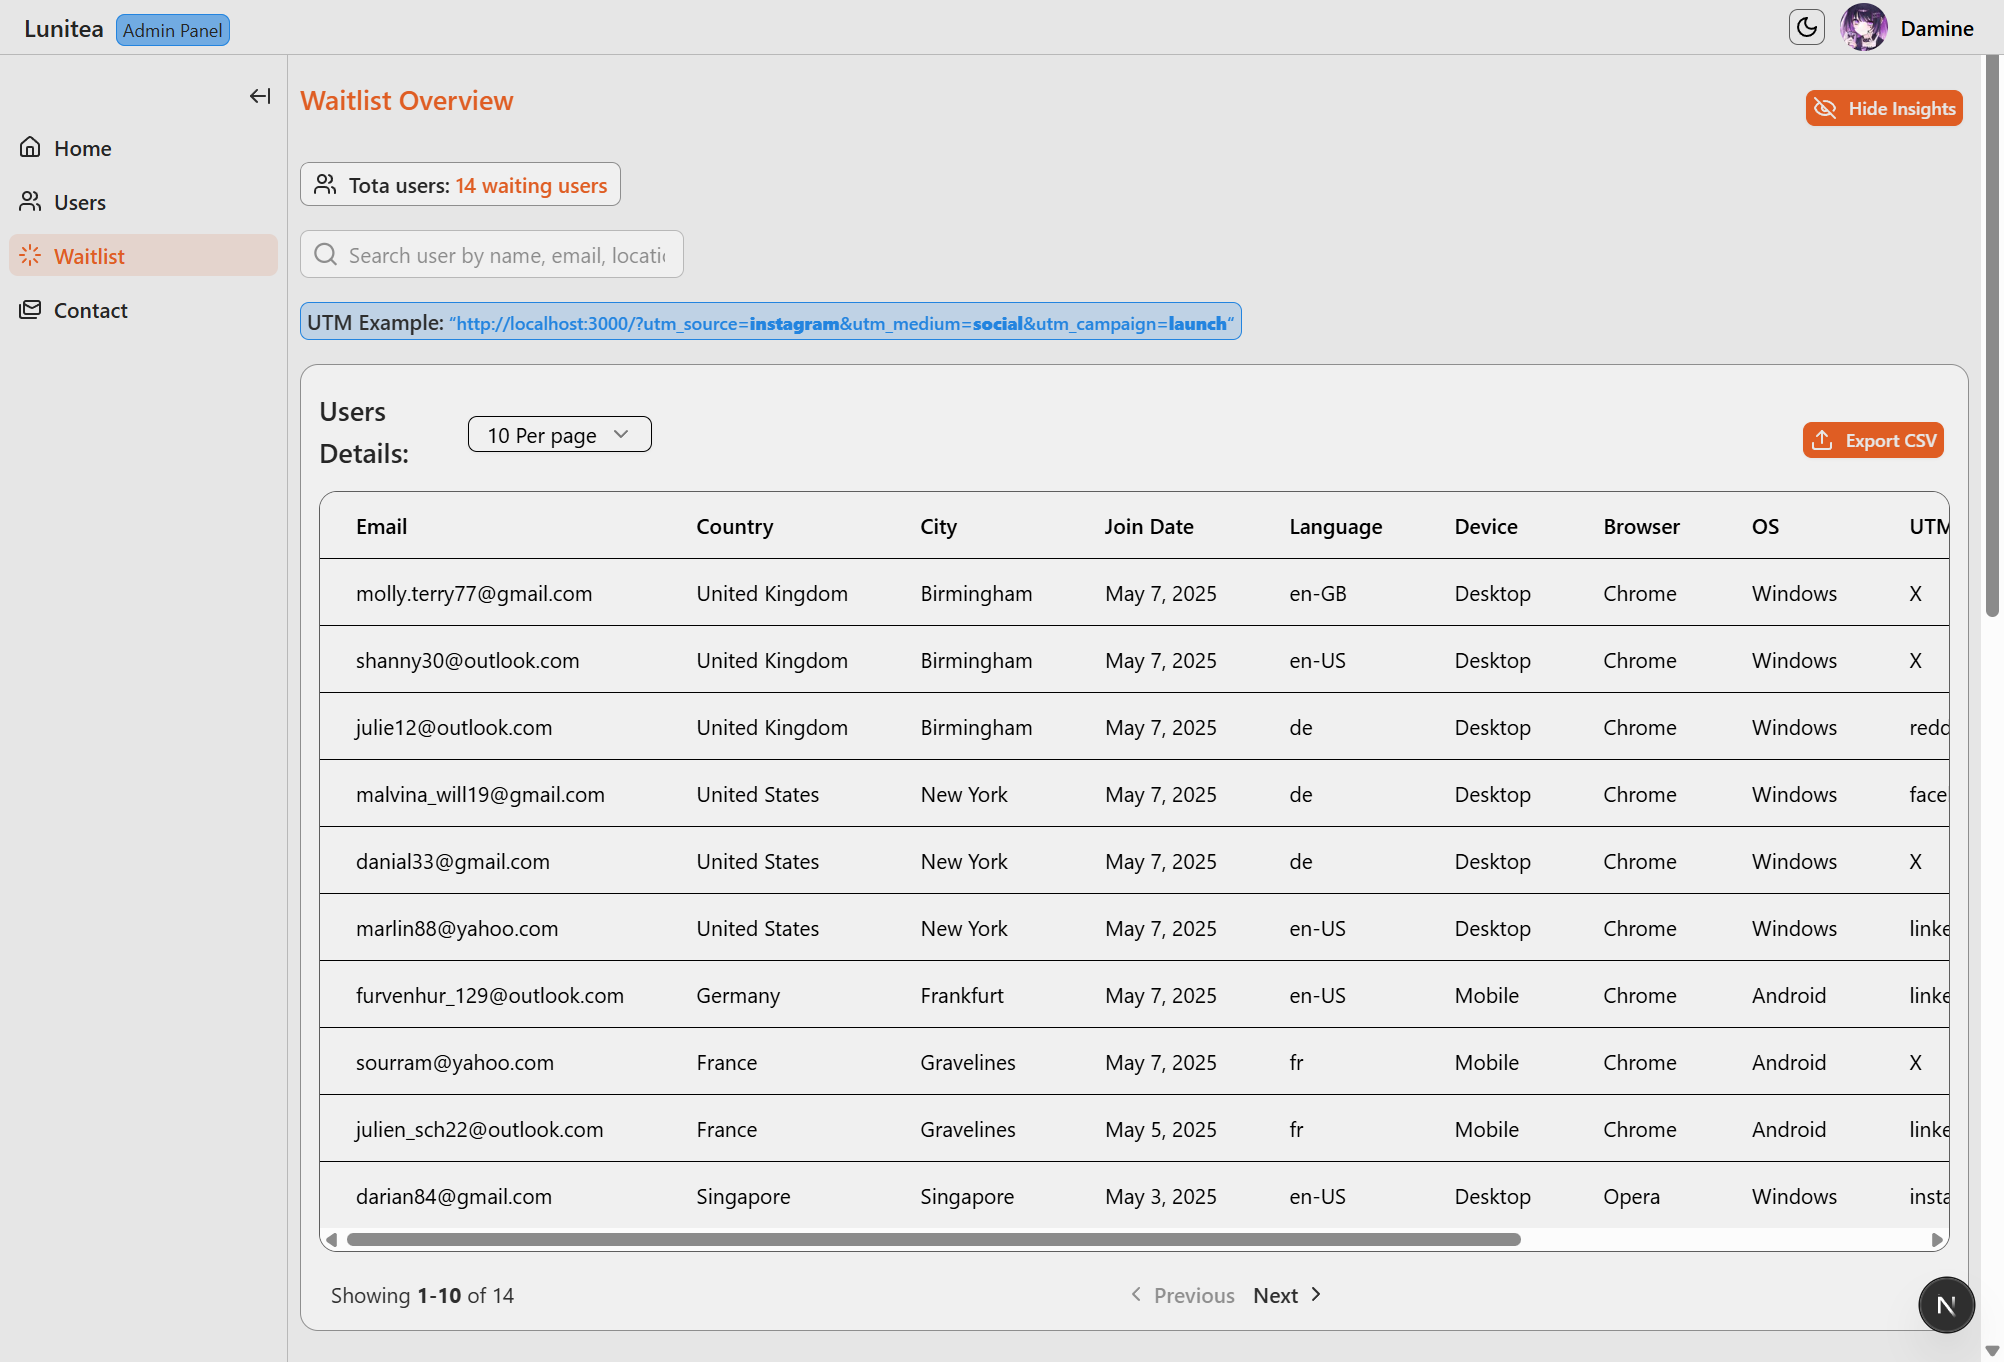 Lunitea Admin Panel Damine
Waitlist Overview
Hide Insights
Home
Users
Waitlist
Contact
Tota users: 14 waiting users
Search user by name, email, locati
UTM Example: “http://localhost:3000/?utm_source=instagram&utm_medium=social&utm_campaign=launch“
Users
Details:
10 Per page
Export CSV
Email Country City Join Date Language Device Browser OS UTM
molly.terry77@gmail.com United Kingdom Birmingham May 7, 2025 en-GB Desktop Chrome Windows X
shanny30@outlook.com United Kingdom Birmingham May 7, 2025 en-US Desktop Chrome Windows X
julie12@outlook.com United Kingdom Birmingham May 7, 2025 de Desktop Chrome Windows redd
malvina_will19@gmail.com United States New York May 7, 2025 de Desktop Chrome Windows face
danial33@gmail.com United States New York May 7, 2025 de Desktop Chrome Windows X
marlin88@yahoo.com United States New York May 7, 2025 en-US Desktop Chrome Windows linke
furvenhur_129@outlook.com Germany Frankfurt May 7, 2025 en-US Mobile Chrome Android linke
sourram@yahoo.com France Gravelines May 7, 2025 fr Mobile Chrome Android X
julien_sch22@outlook.com France Gravelines May 5, 2025 fr Mobile Chrome Android linke
darian84@gmail.com Singapore Singapore May 3, 2025 en-US Desktop Opera Windows insta
Showing 1-10 of 14
Previous Next
N